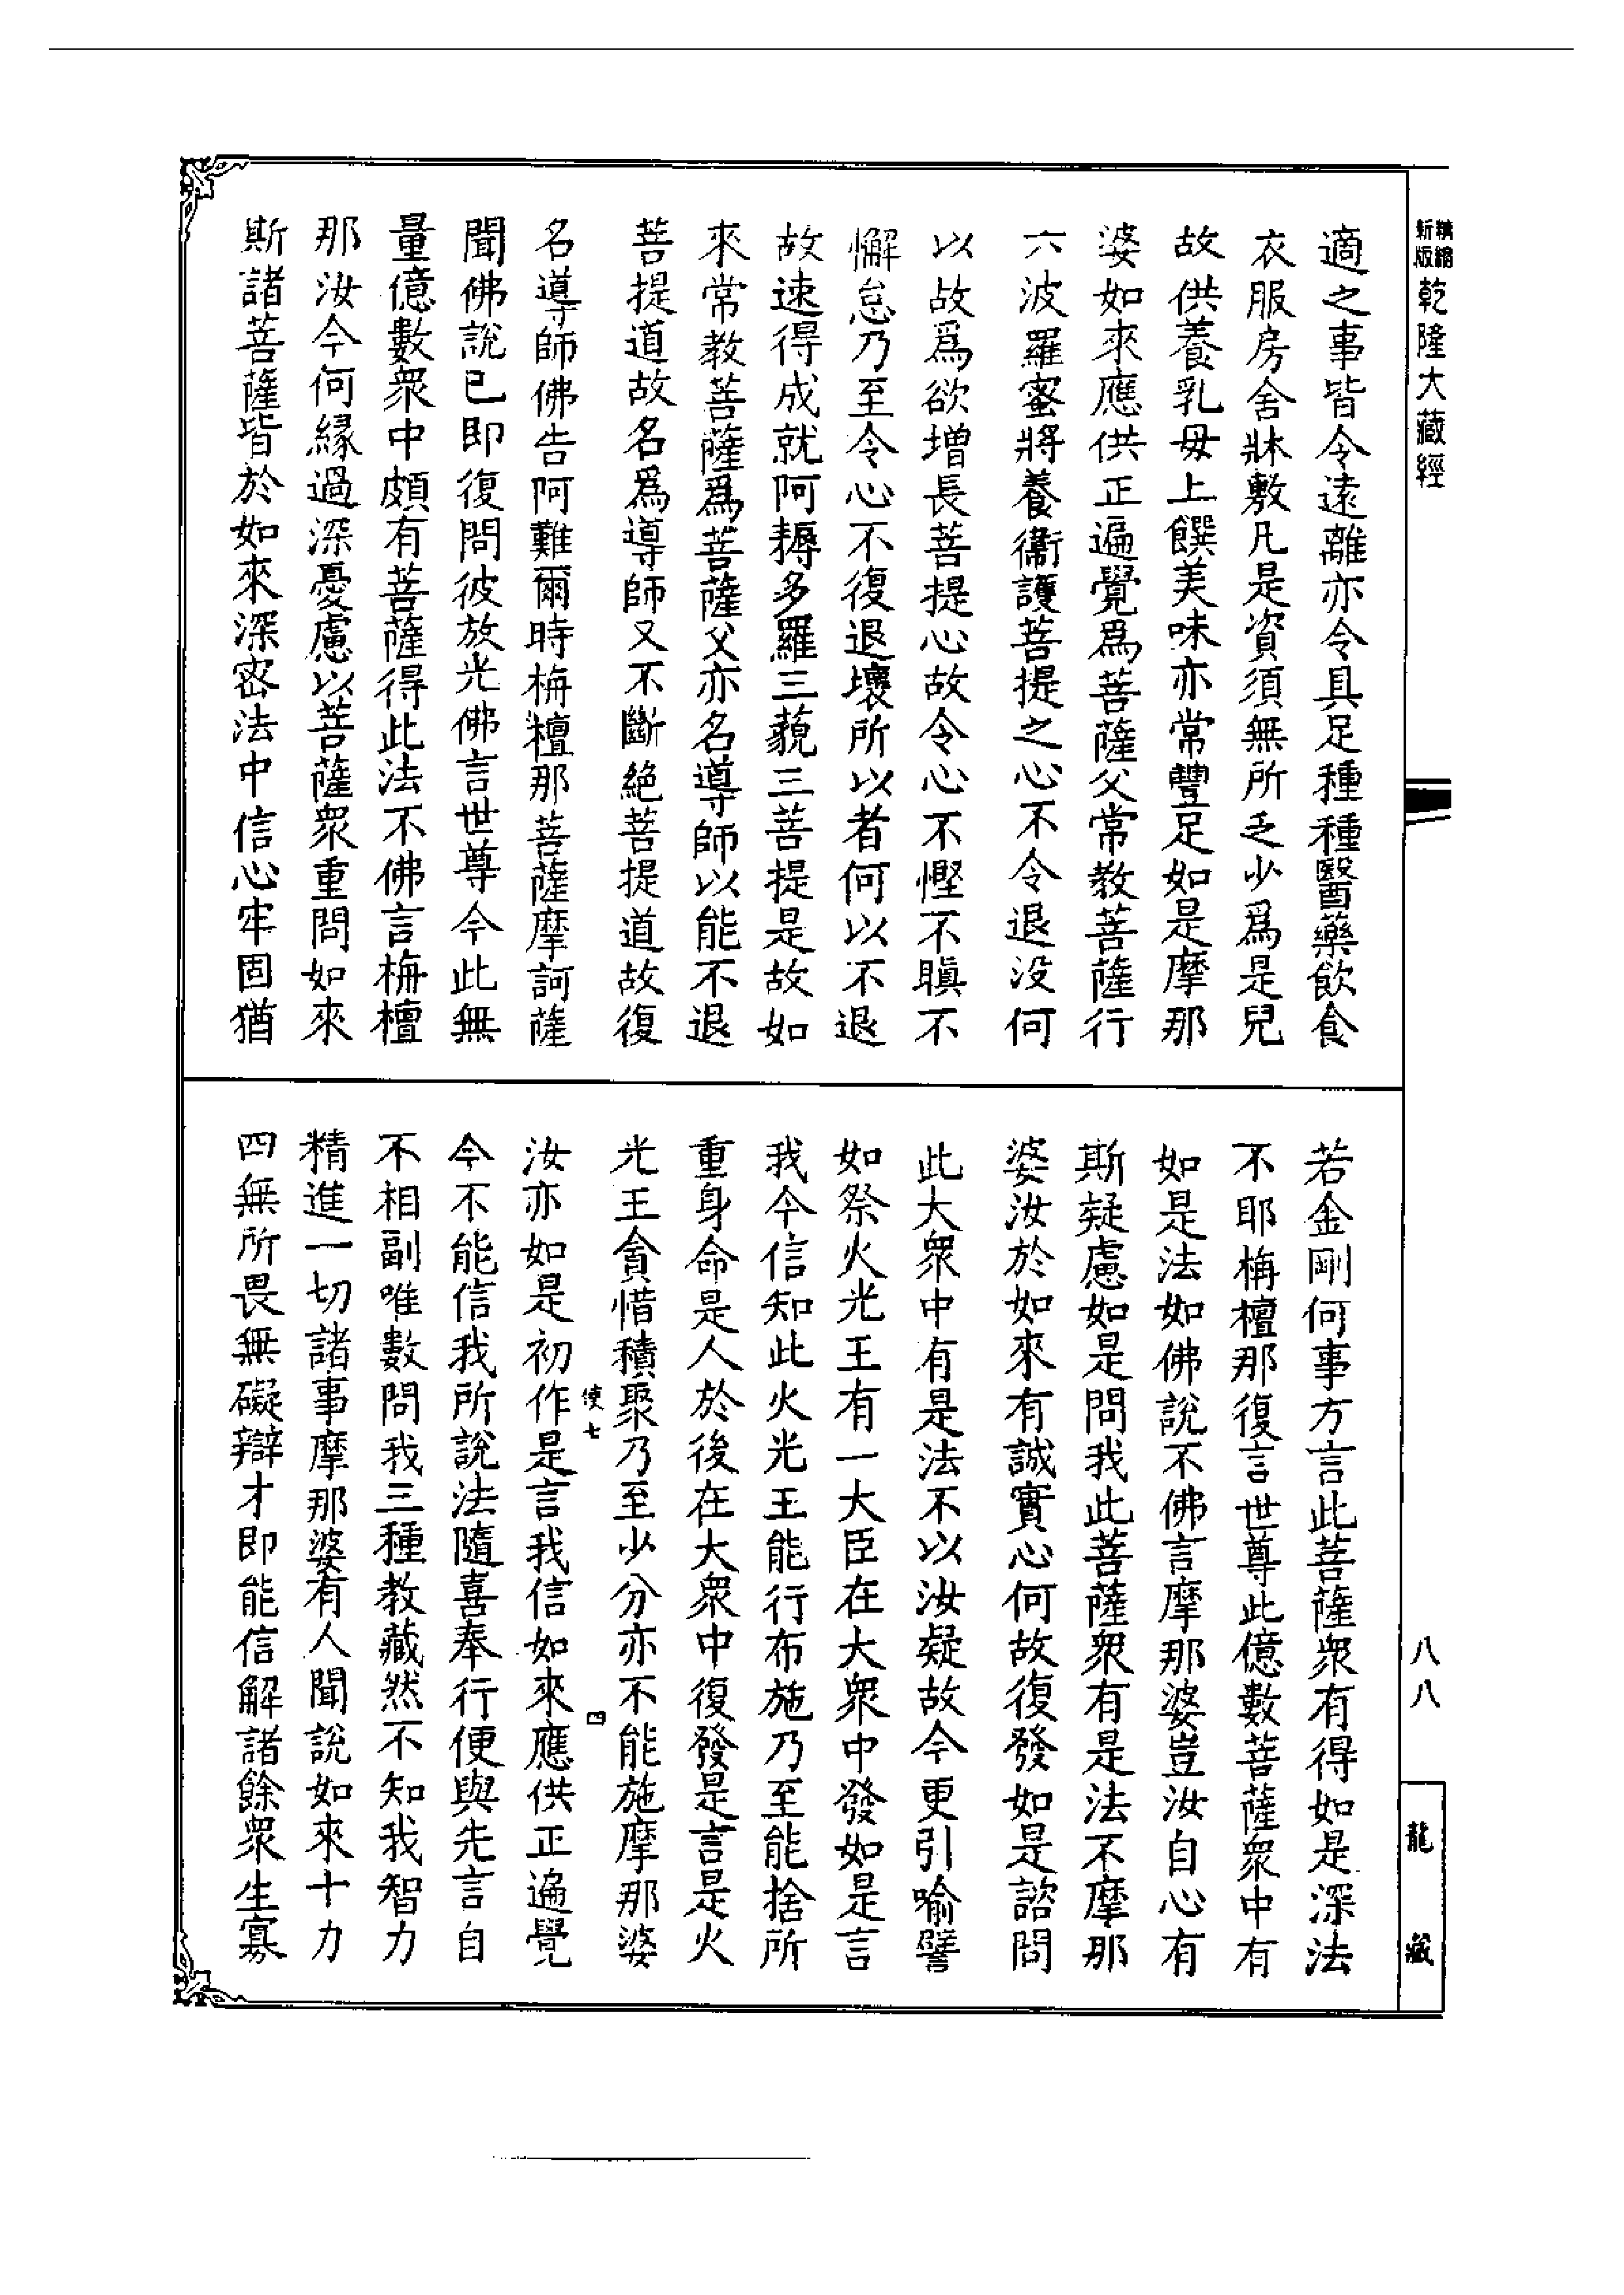 精縮
新版
乾隆大藏經
適之事皆令遠離亦令具足種種醫藥飲食
衣服房舍牀敷凡是資須無所乏少爲是兒
故供養乳母上饌美味亦常豐足如是摩那
婆如來應供正遍覺爲菩薩父常教菩薩行
六波羅蜜將養衞護菩提之心不令退没何
以故爲欲增長菩提心故令心不慳不瞋不
懈怠乃至令心不復退壞所以者何以不退
故速得成就阿耨多羅三藐三菩提是故如
來常教菩薩爲菩薩父亦名導師以能不退
菩提道故名爲導師又不斷絶菩提道故復
名導師佛告阿難爾時栴檀那菩薩摩訶薩
聞佛說已即復問彼放光佛言世尊今此無
量億數衆中頗有菩薩得此法不佛言栴檀
那汝今何緣過深憂慮以菩薩衆重問如來
斯諸菩薩皆於如來深密法中信心牢固猶
若金剛何事方言此菩薩衆有得如是深法
不耶栴檀那復言世尊此億數菩薩衆中有
如是法如佛說不佛言摩那婆豈汝自心有
斯疑慮如是問我此菩薩衆有是法不摩那
婆汝於如來有誠實心何故復發如是諮問
此大衆中有是法不以汝疑故今更引喻譬
如祭火光王有一大臣在大衆中發如是言
我今信知此火光王能行布施乃至能捨所
重身命是人於後在大衆中復發是言是火
光王貪惜積聚乃至少分亦不能施摩那婆
使七
四
汝亦如是初作是言我信如來應供正遍覺
今不能信我所說法隨喜奉行便與先言自
不相副唯數問我三種教藏然不知我智力
精進一切諸事摩那婆有人聞說如來十力
四無所畏無礙辯才即能信解諸餘衆生寡
八八
龍藏